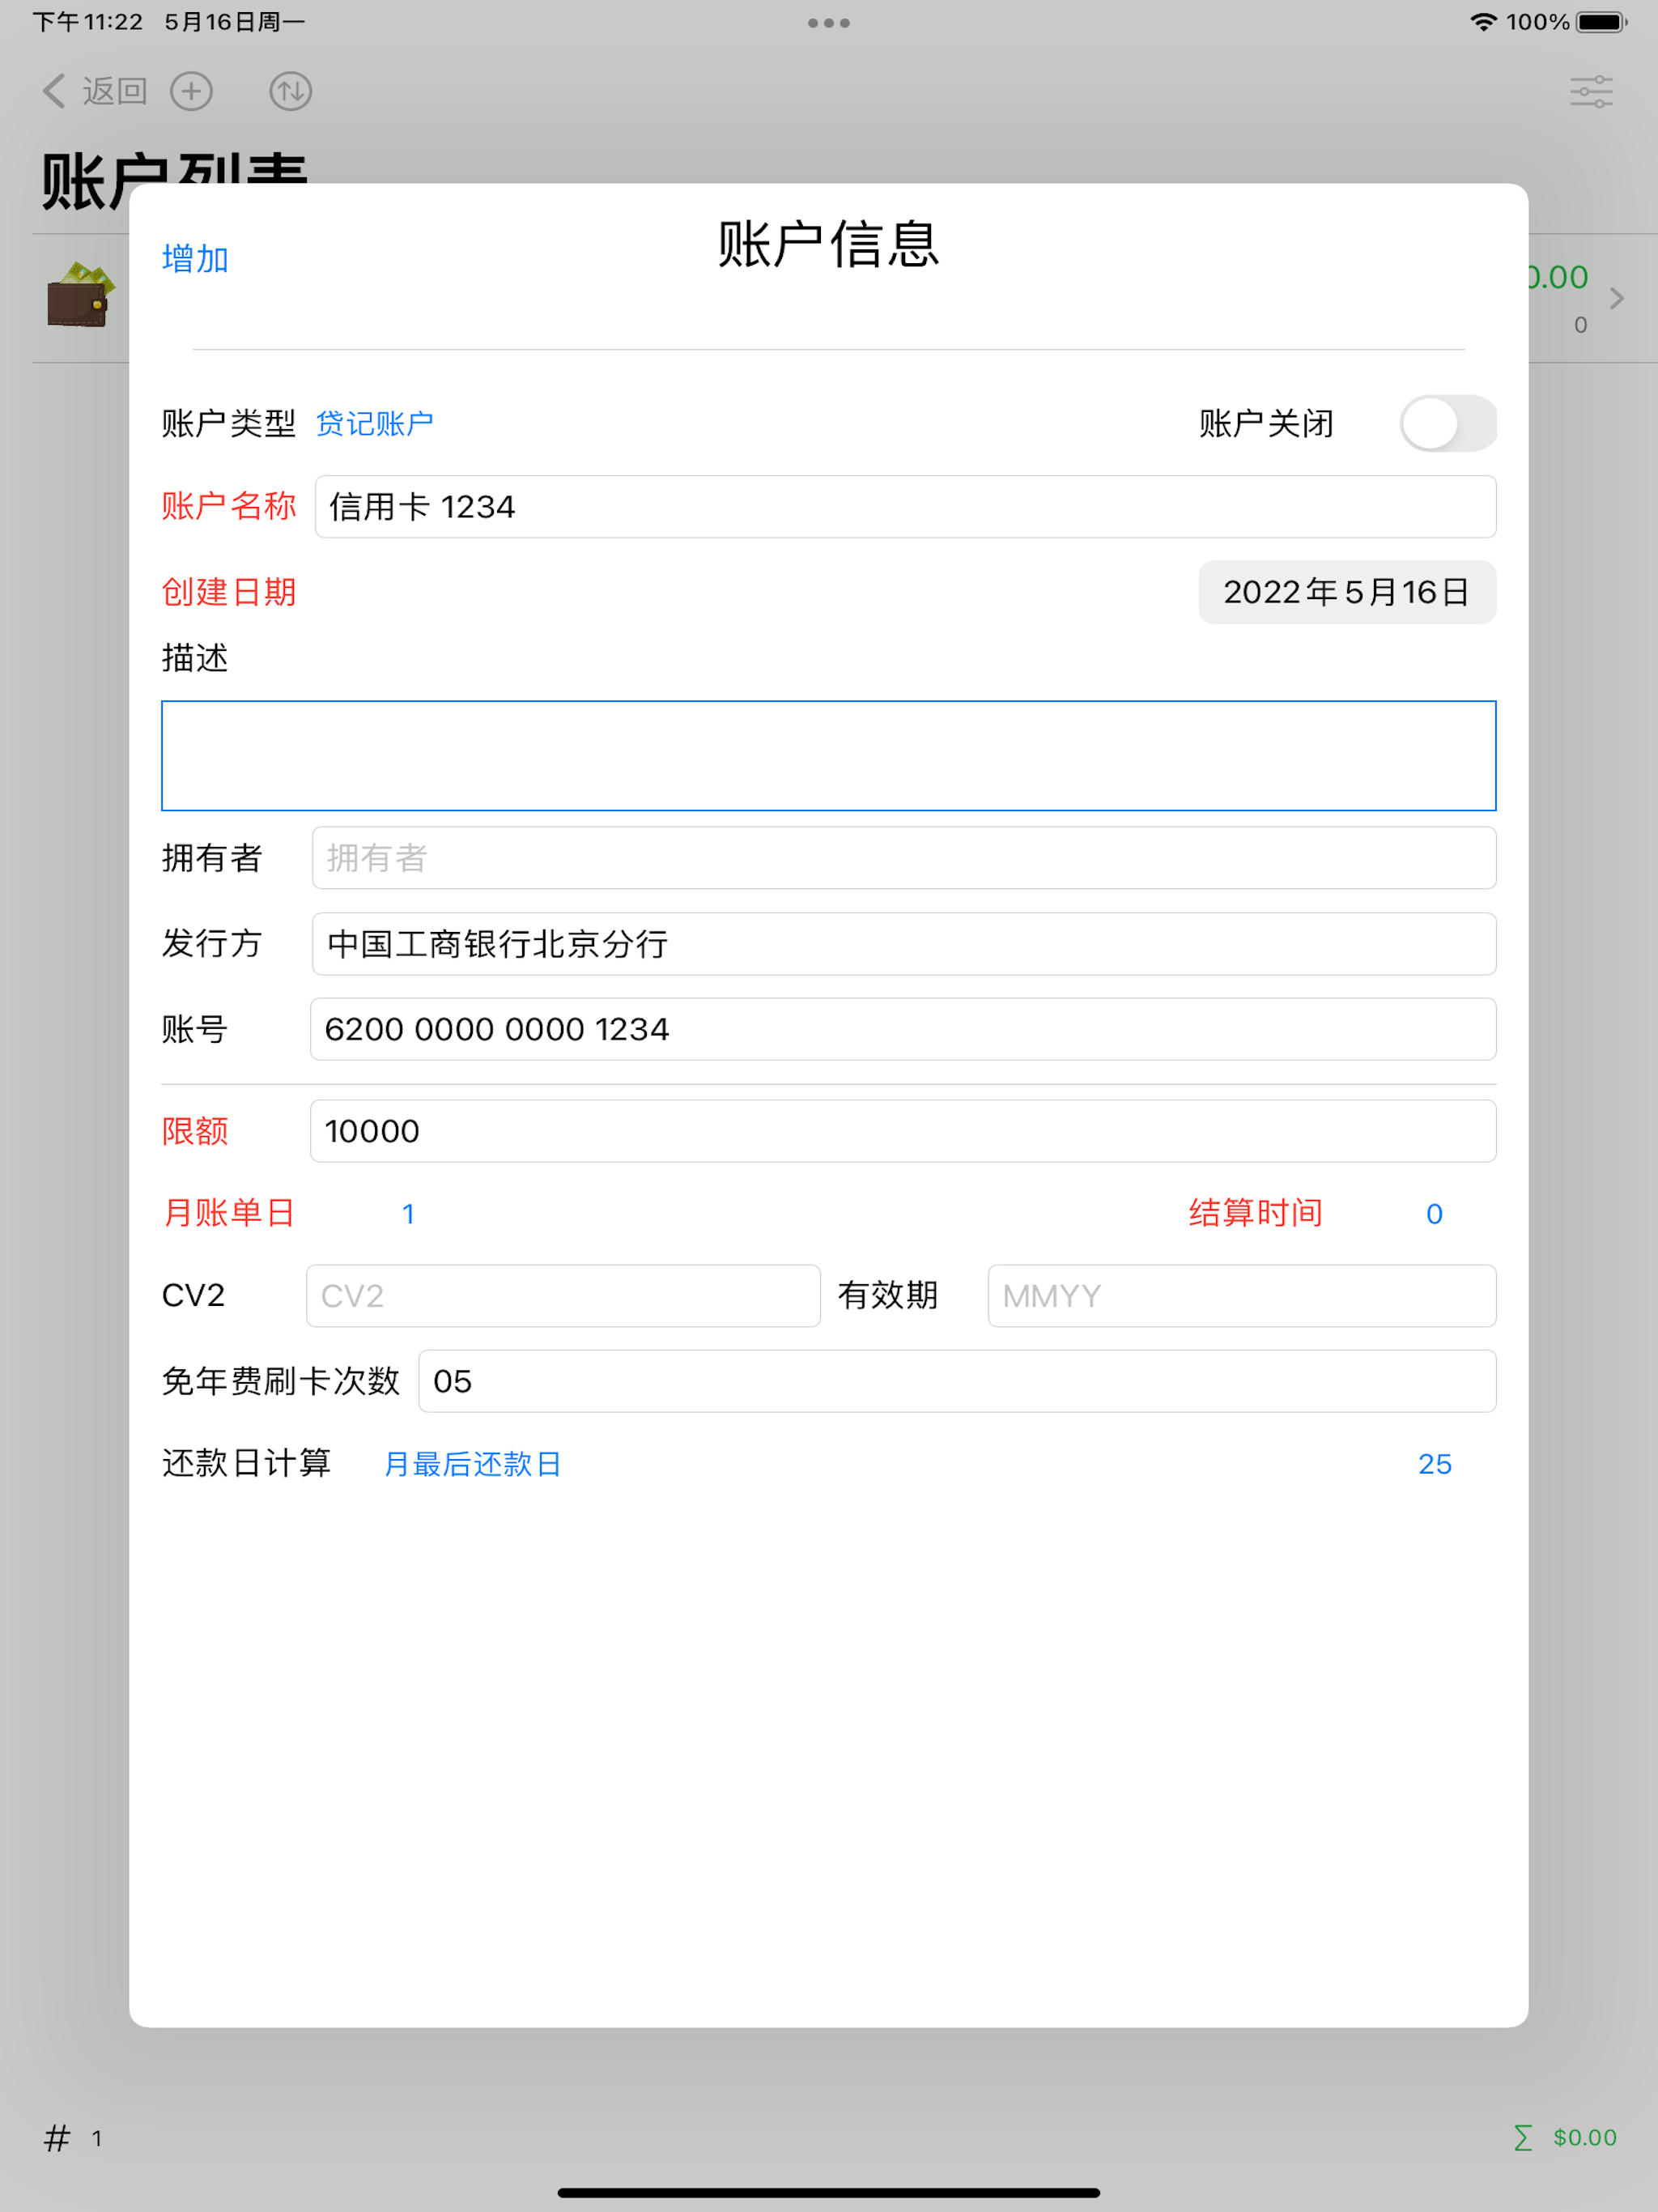 下午11:22 5月16日周一
100%
返回
账户列表
账户信息
增加
0.00
0
账户类型 贷记账户 账户关闭
账户名称 信用卡 1234
创建日期 2022年5月16日
描述
拥有者 拥有者
发行方 中国工商银行北京分行
账号 6200 0000 0000 1234
限额 10000
月账单日 1 结算时间 0
CV2 CV2 有效期 MMYY
免年费刷卡次数 05
还款日计算 月最后还款日 25
# 1 Σ $0.00